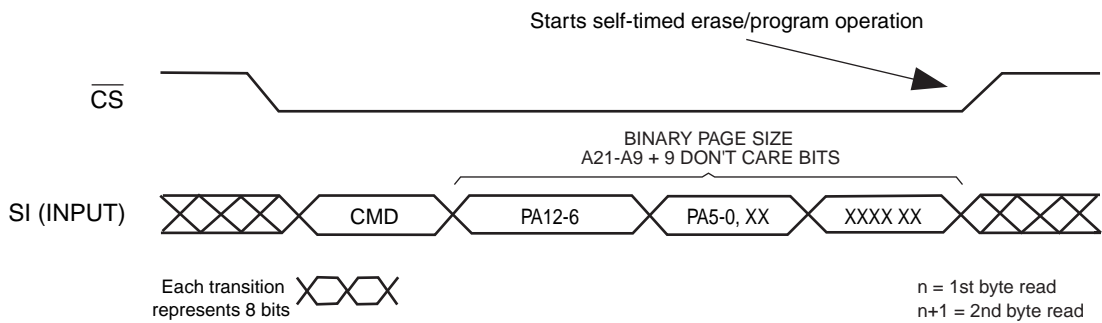 Starts self-timed erase/program operation
CS
BINARY PAGE SIZE
A21-A9 + 9 DON'T CARE BITS
SI (INPUT)
CMD
PA12-6
PA5-0, XX
XXXX XX
Each transition
represents 8 bits
n = 1st byte read
n+1 = 2nd byte read